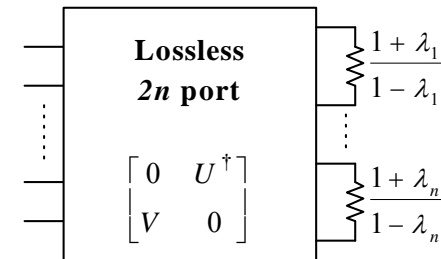 Lossless
2n port
[0 U†
V 0]
(1 + λ₁)/(1 − λ₁)
(1 + λₙ)/(1 − λₙ)